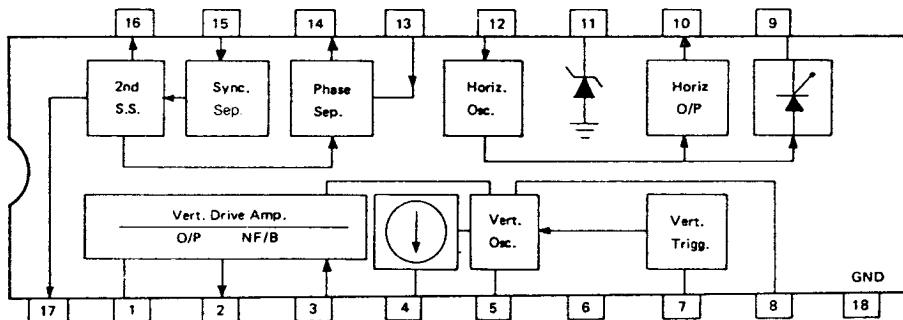 16 15 14 13 12 11 10 9
2nd
S.S.
Sync.
Sep.
Phase
Sep.
Horiz.
Osc.
Horiz
O/P
Vert. Drive Amp.
O/P NF/B
Vert.
Osc.
Vert.
Trigg.
GND
17 1 2 3 4 5 6 7 8 18